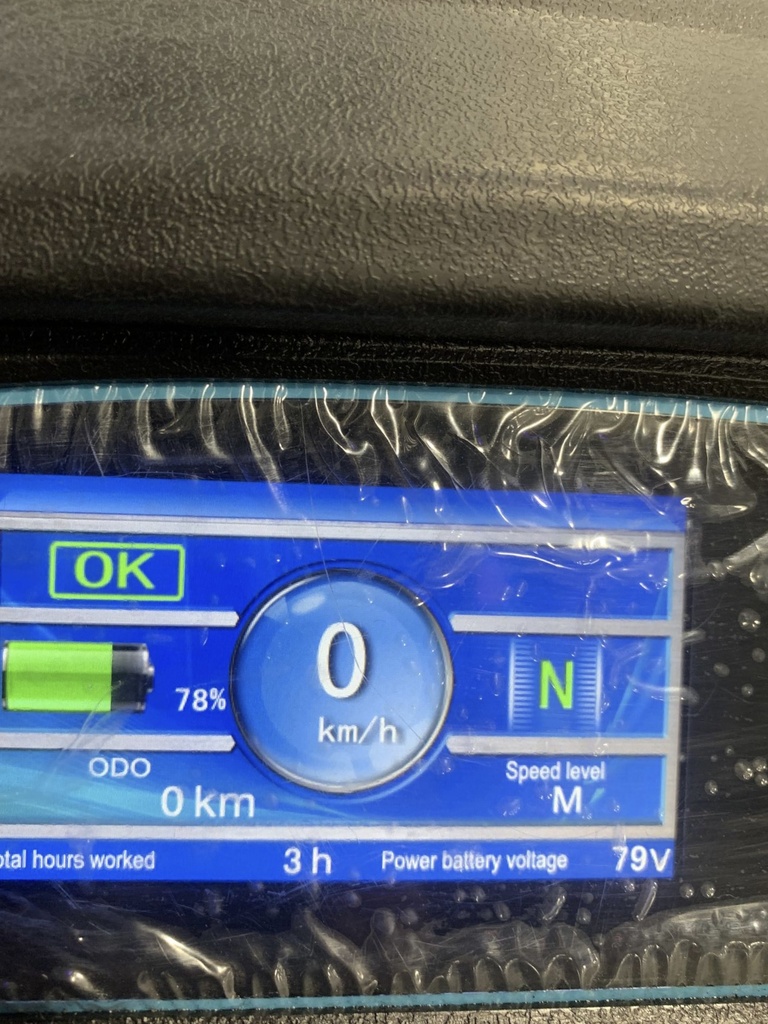 OK
0
km/h
78%
N
ODO
0 km
Speed level
M
otal hours worked
3 h
Power battery voltage
79V